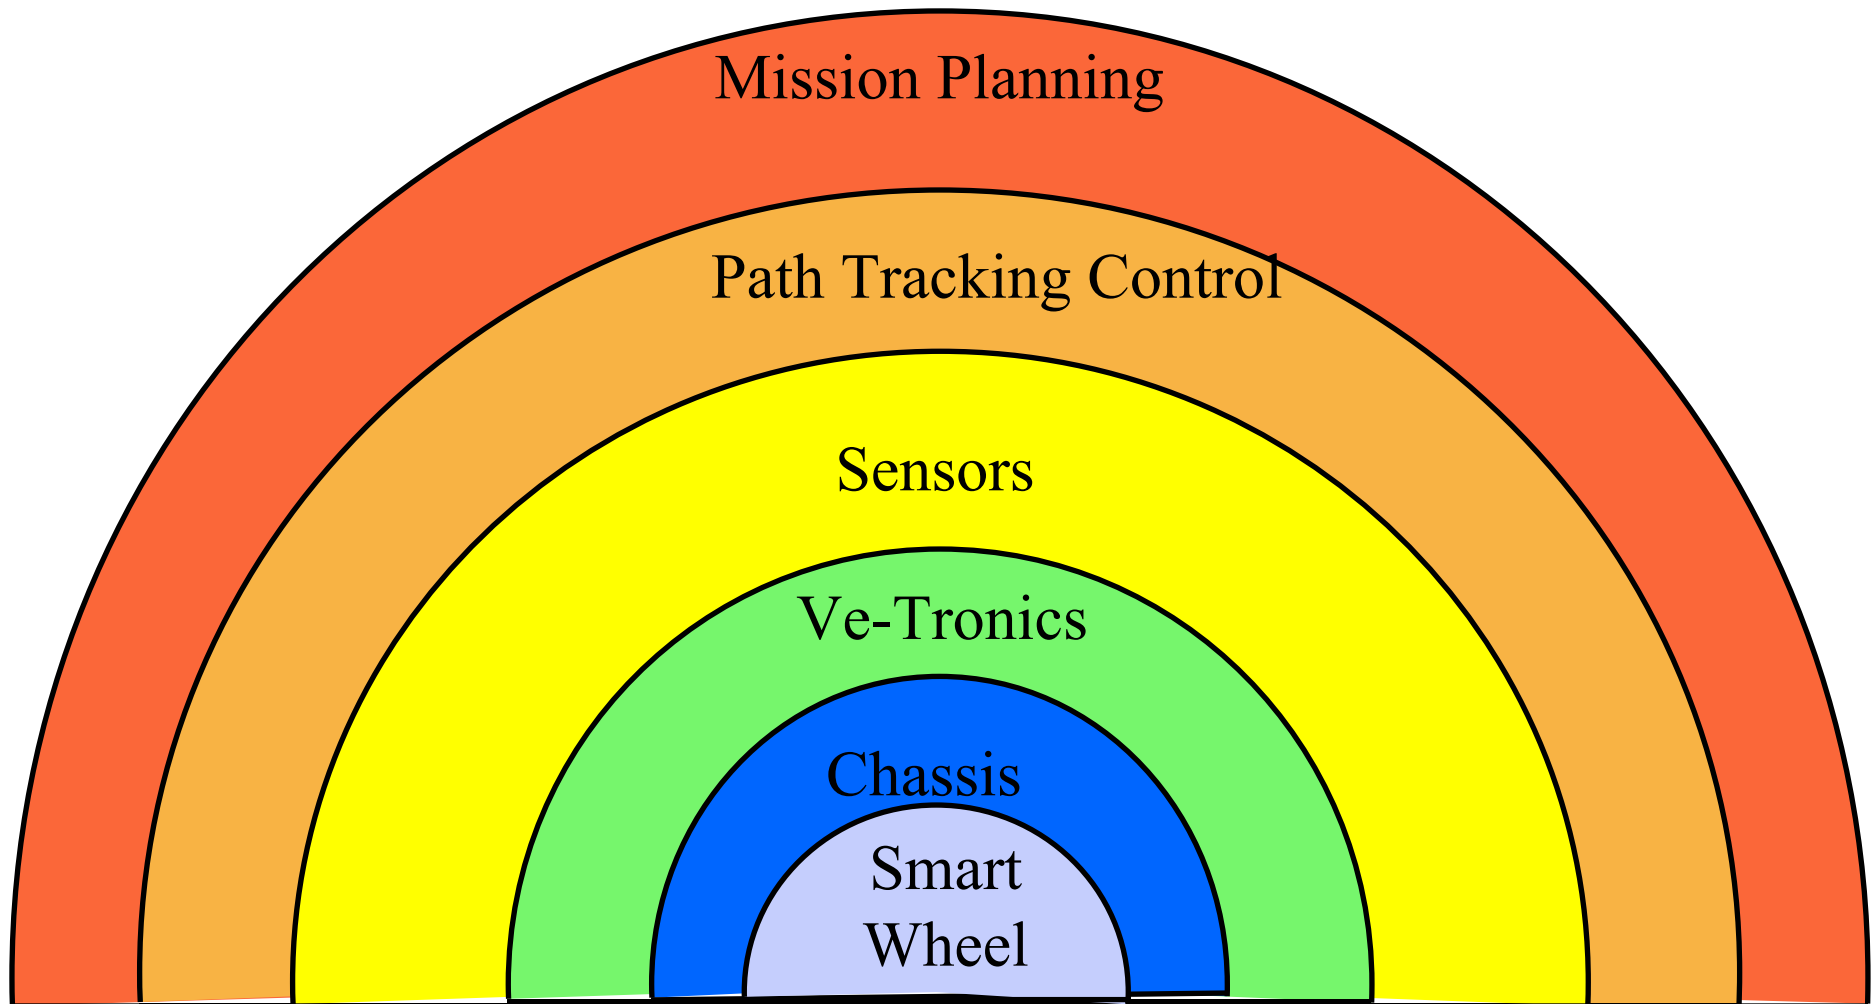 Mission Planning
Path Tracking Control
Sensors
Ve-Tronics
Chassis
Smart
Wheel